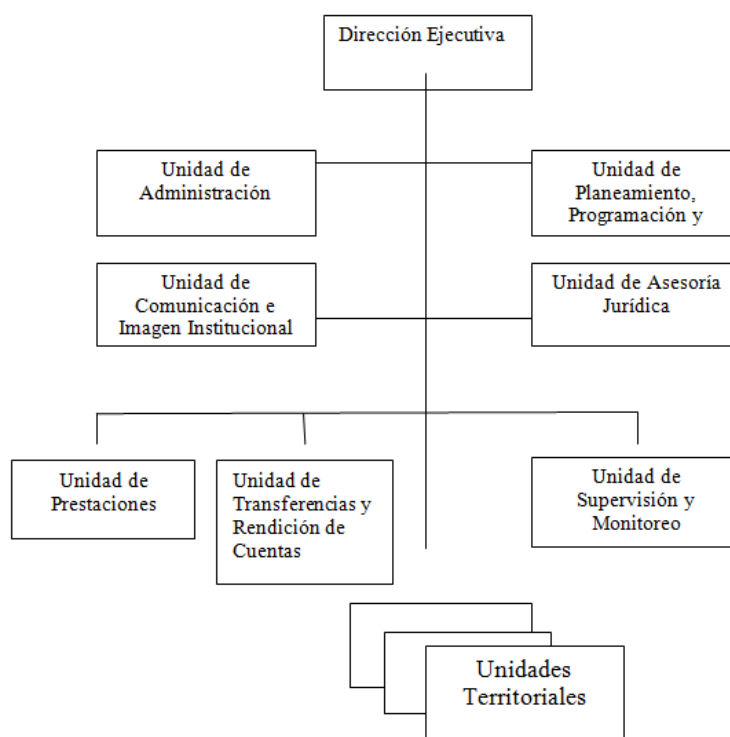 Dirección Ejecutiva
Unidad de
Administración
Unidad de
Planeamiento,
Programación y
Unidad de
Comunicación e
Imagen Institucional
Unidad de Asesoría
Jurídica
Unidad de
Prestaciones
Unidad de
Transferencias y
Rendición de
Cuentas
Unidad de
Supervisión y
Monitoreo
Unidades
Territoriales